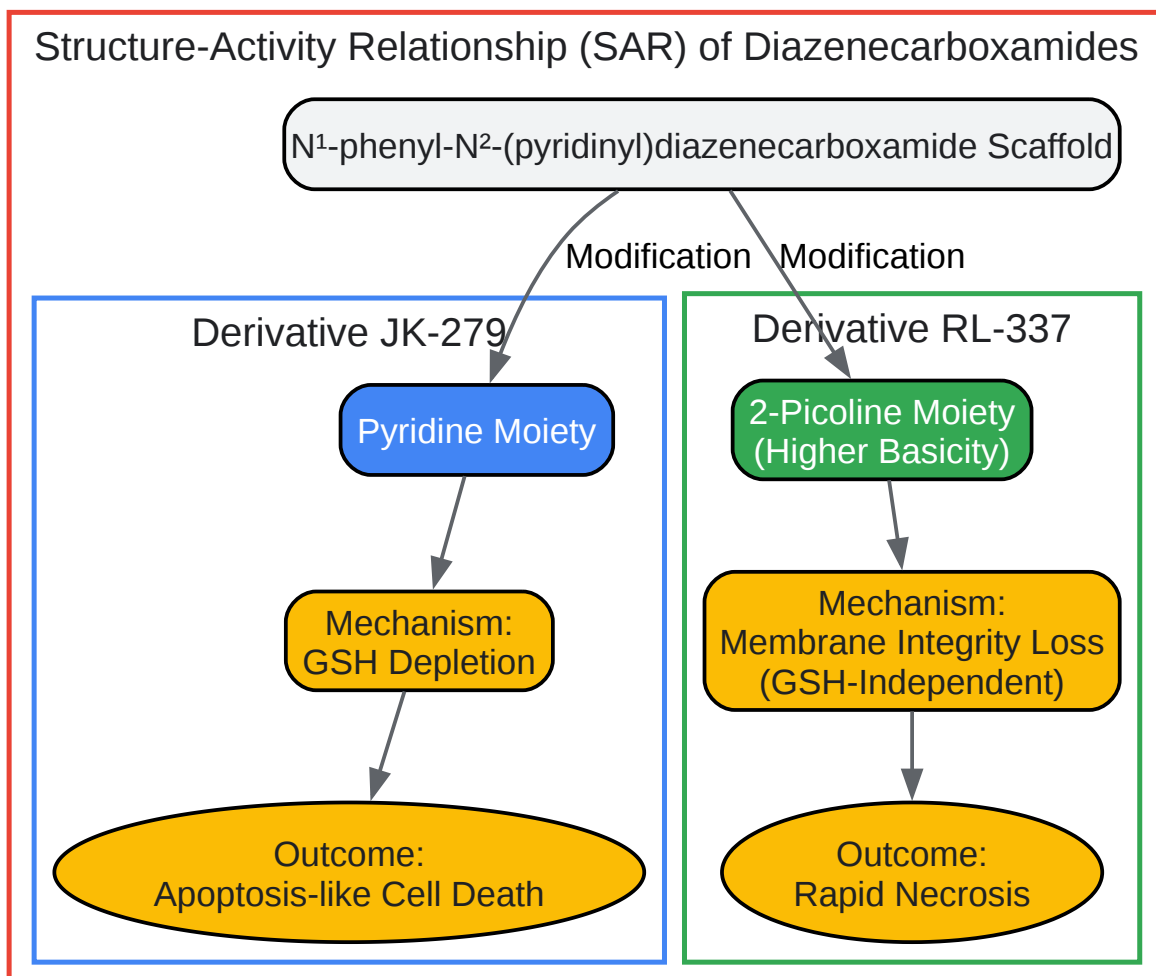 Structure-Activity Relationship (SAR) of Diazenecarboxamides
N¹-phenyl-N²-(pyridinyl)diazenecarboxamide Scaffold
Modification
Modification
Derivative JK-279
Pyridine Moiety
Mechanism:
GSH Depletion
Outcome:
Apoptosis-like Cell Death
Derivative RL-337
2-Picoline Moiety
(Higher Basicity)
Mechanism:
Membrane Integrity Loss
(GSH-Independent)
Outcome:
Rapid Necrosis